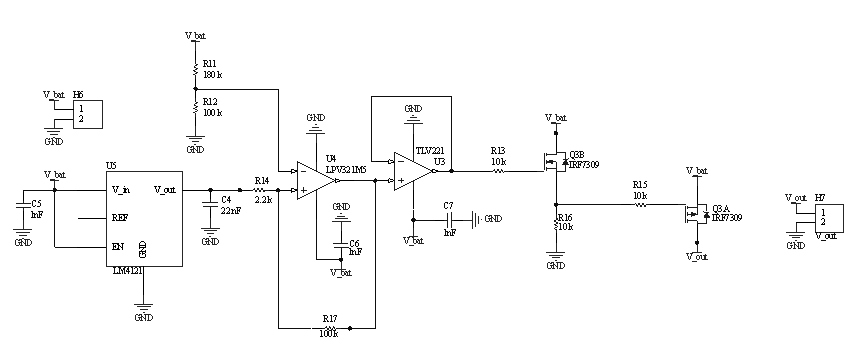 V_bat
R11
180k
R12
100k
GND
V_bat
H6
1
2
GND
V_bat
U5
V_in
V_out
REF
EN
GND
LM4121
GND
C5
1nF
GND
C4
22nF
GND
R14
2.2k
GND
U4
LPV321M5
GND
C6
1nF
V_bat
R17
100k
GND
TLV221
U3
C7
1nF
GND
V_bat
R13
10k
V_bat
Q3B
IRF7309
R16
10k
GND
R15
10k
V_bat
Q3A
IRF7309
V_out
V_out
H7
1
2
GND
V_out